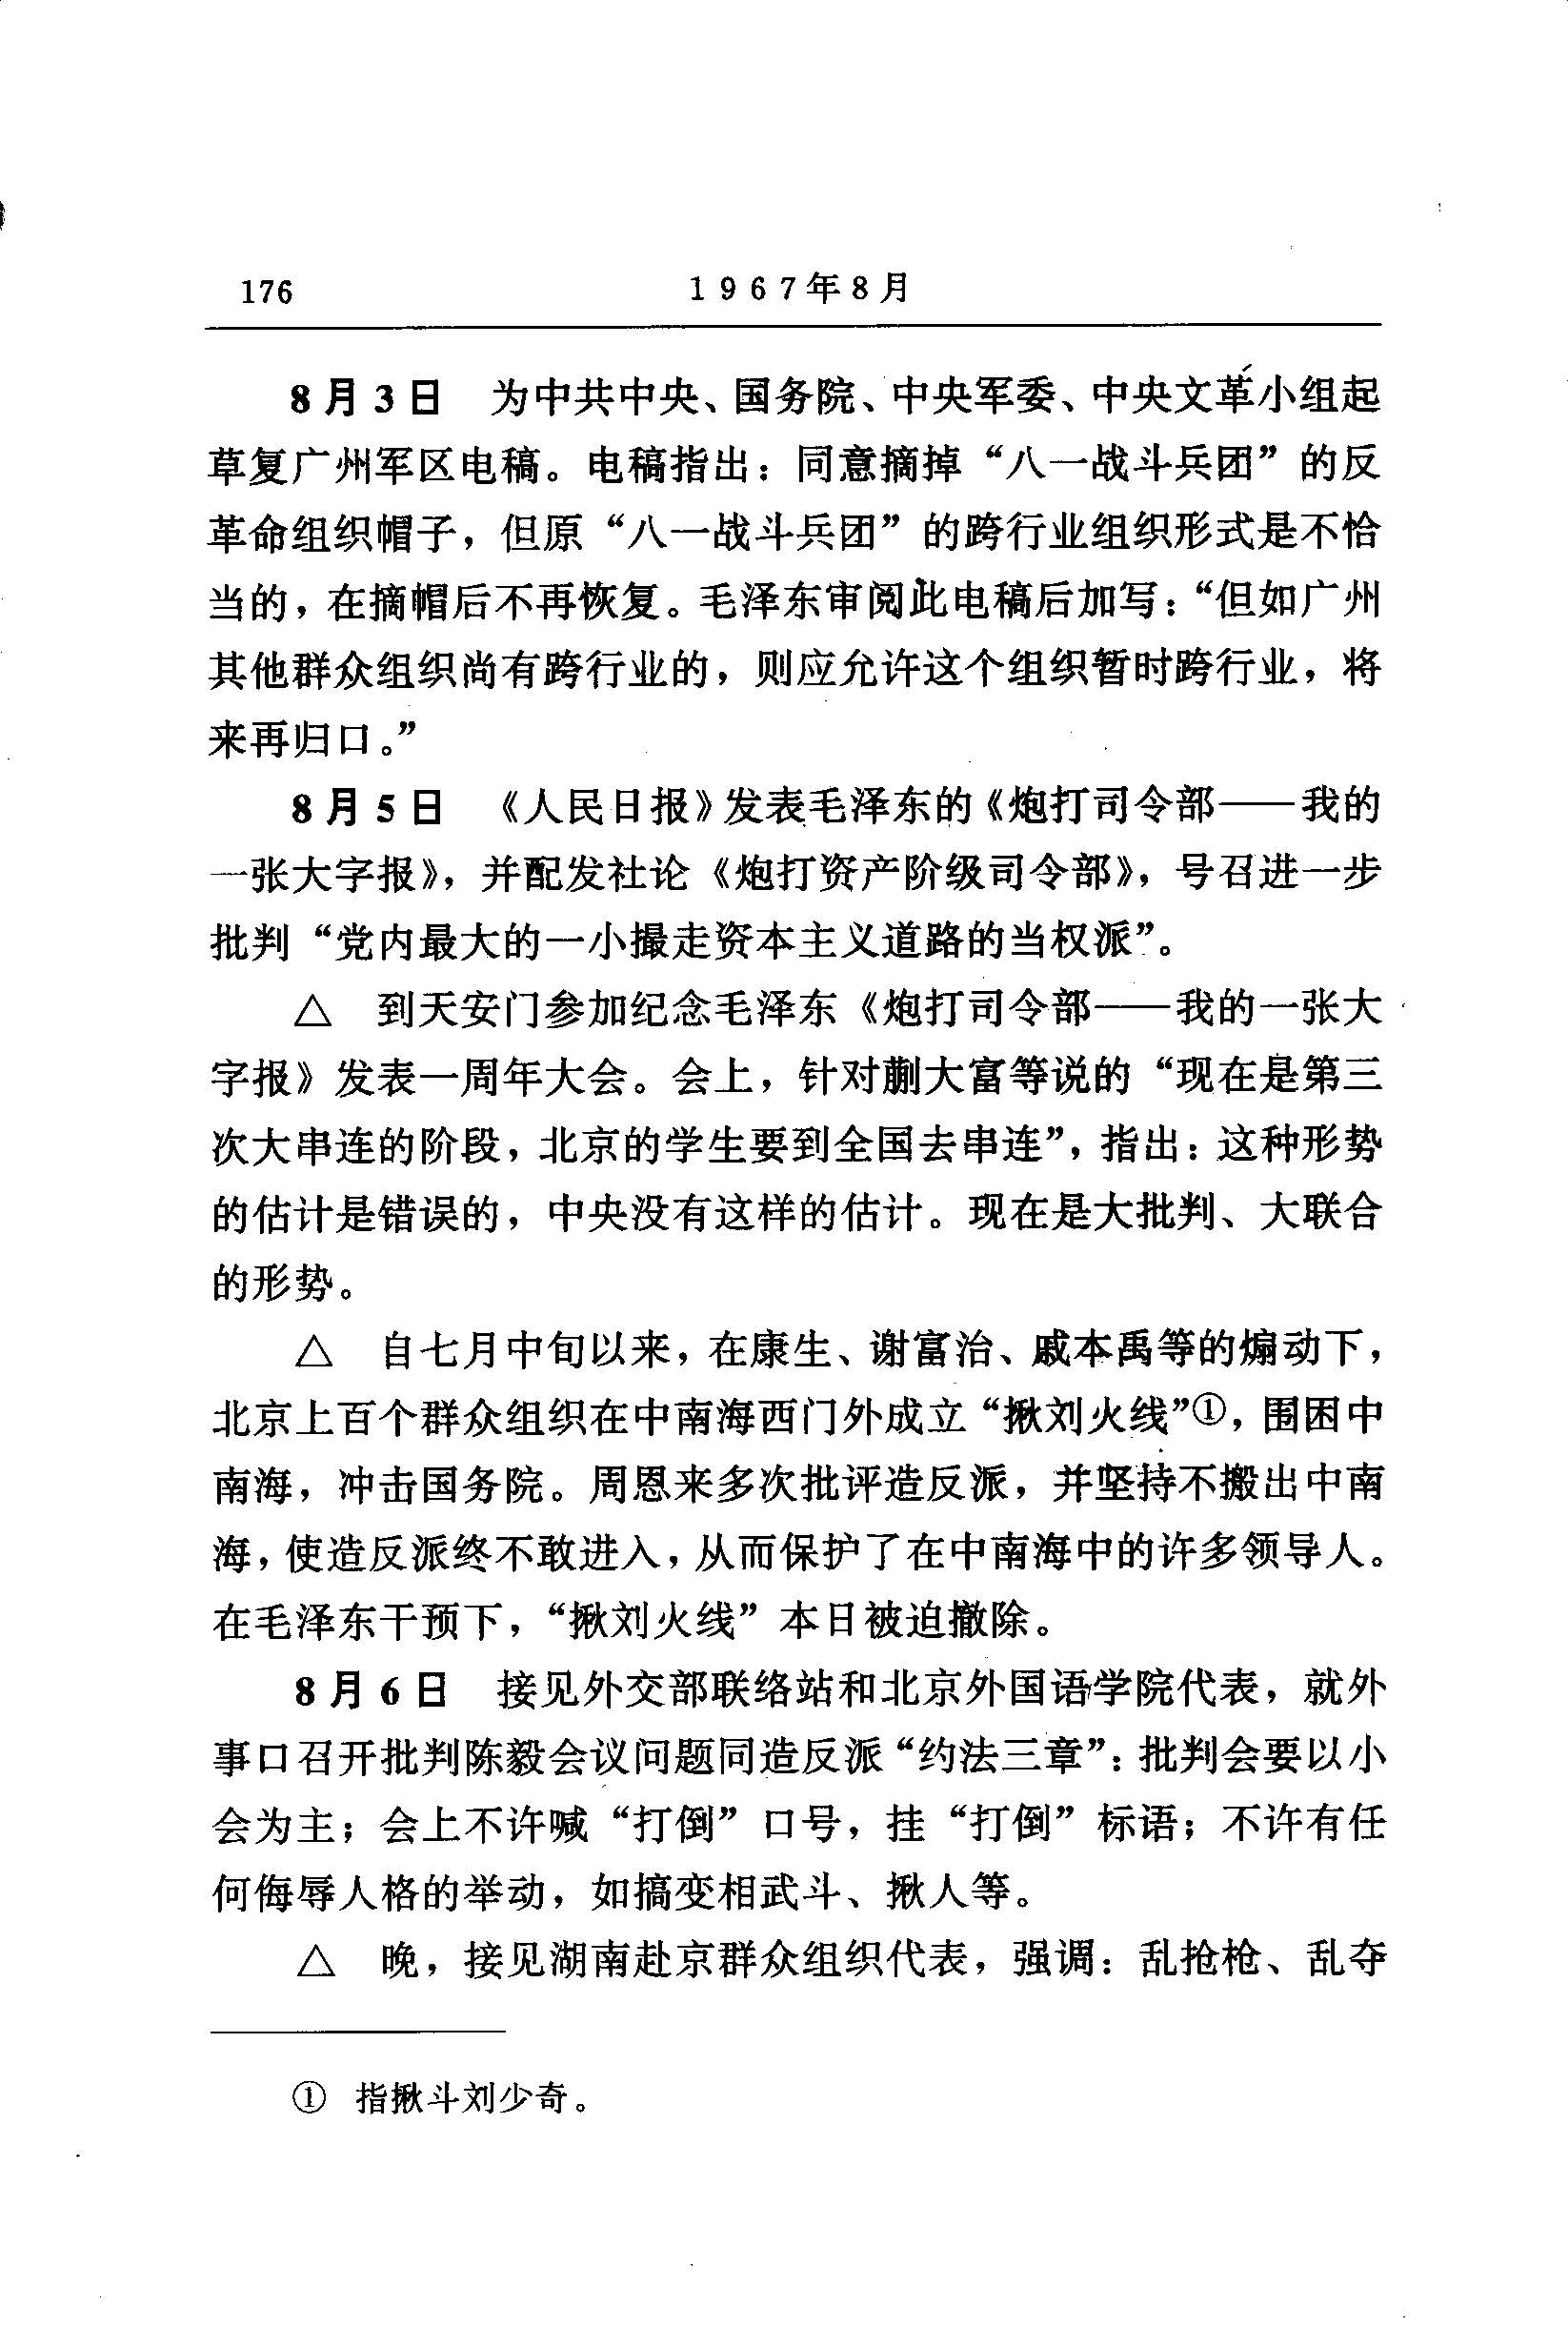 176 1967年8月
8月3日 为中共中央、国务院、中央军委、中央文革小组起
草复广州军区电稿。电稿指出：同意摘掉“八一战斗兵团”的反
革命组织帽子，但原“八一战斗兵团”的跨行业组织形式是不恰
当的，在摘帽后不再恢复。毛泽东审阅此电稿后加写：“但如广州
其他群众组织尚有跨行业的，则应允许这个组织暂时跨行业，将
来再归口。”
8月5日 《人民日报》发表毛泽东的《炮打司令部——我的
一张大字报》，并配发社论《炮打资产阶级司令部》，号召进一步
批判“党内最大的一小撮走资本主义道路的当权派”。
△ 到天安门参加纪念毛泽东《炮打司令部——我的一张大
字报》发表一周年大会。会上，针对蒯大富等说的“现在是第三
次大串连的阶段，北京的学生要到全国去串连”，指出：这种形势
的估计是错误的，中央没有这样的估计。现在是大批判、大联合
的形势。
△ 自七月中旬以来，在康生、谢富治、戚本禹等的煽动下，
北京上百个群众组织在中南海西门外成立“揪刘火线”①，围困中
南海，冲击国务院。周恩来多次批评造反派，并坚持不搬出中南
海，使造反派终不敢进入，从而保护了在中南海中的许多领导人。
在毛泽东干预下，“揪刘火线”本日被迫撤除。
8月6日 接见外交部联络站和北京外国语学院代表，就外
事口召开批判陈毅会议问题同造反派“约法三章”：批判会要以小
会为主；会上不许喊“打倒”口号，挂“打倒”标语；不许有任
何侮辱人格的举动，如搞变相武斗、揪人等。
△ 晚，接见湖南赴京群众组织代表，强调：乱抢枪、乱夺
① 指揪斗刘少奇。